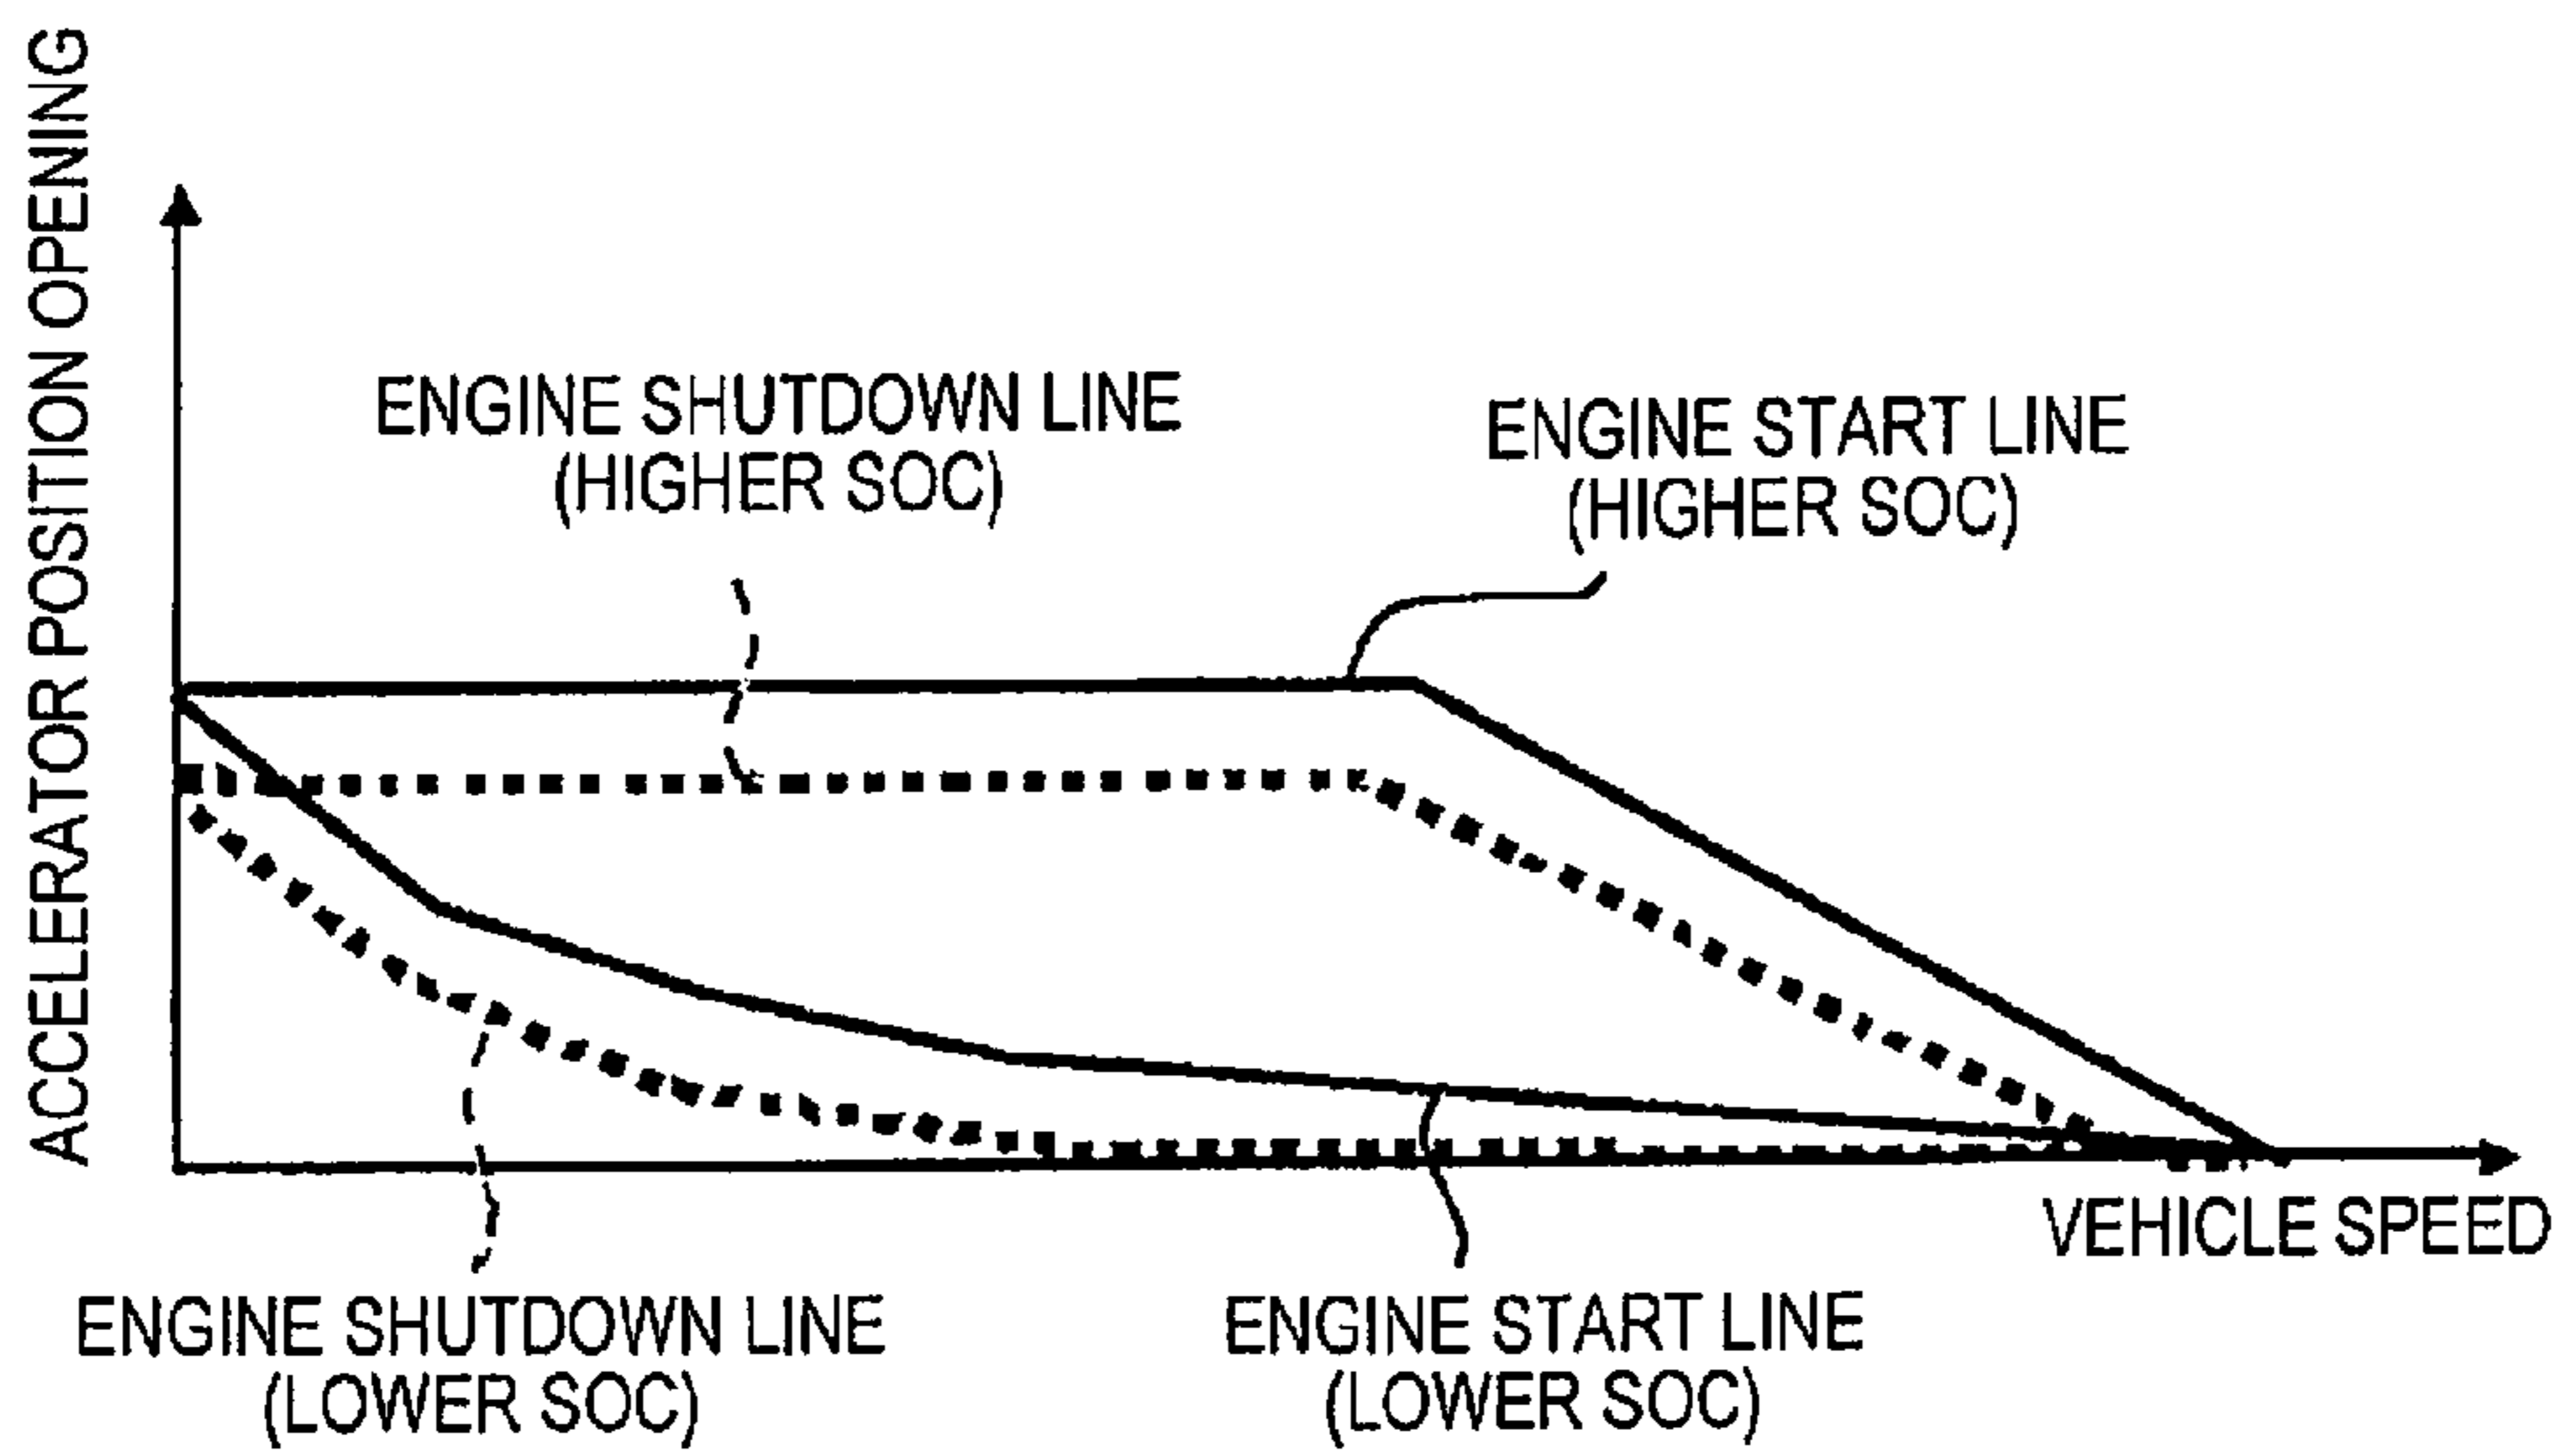 ACCELERATOR POSITION OPENING
ENGINE SHUTDOWN LINE
(HIGHER SOC)
ENGINE START LINE
(HIGHER SOC)
VEHICLE SPEED
ENGINE SHUTDOWN LINE
(LOWER SOC)
ENGINE START LINE
(LOWER SOC)